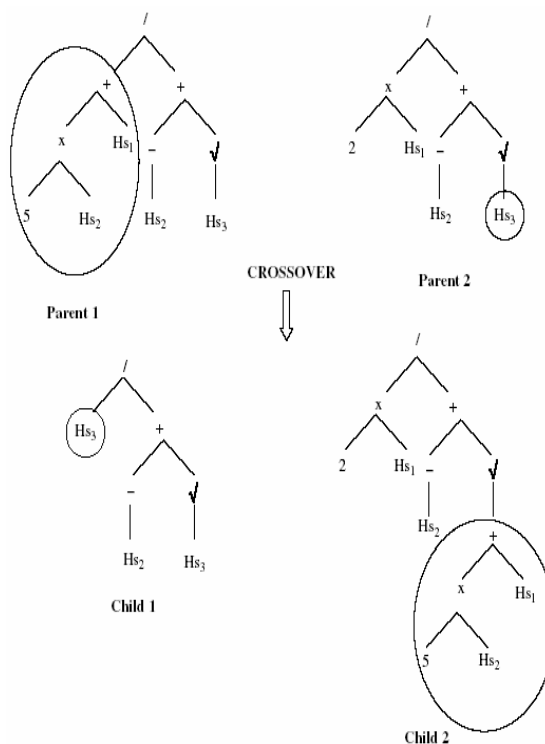 / /
+ + x +
x Hs₁ − √ 2 Hs₁ − √
5 Hs₂ Hs₂ Hs₃ Hs₂ Hs₃
CROSSOVER
Parent 1 Parent 2
/ /
Hs₃ + x +
− √ 2 Hs₁ − √
Hs₂ Hs₃ Hs₂ +
x Hs₁
Child 1
5 Hs₂
Child 2